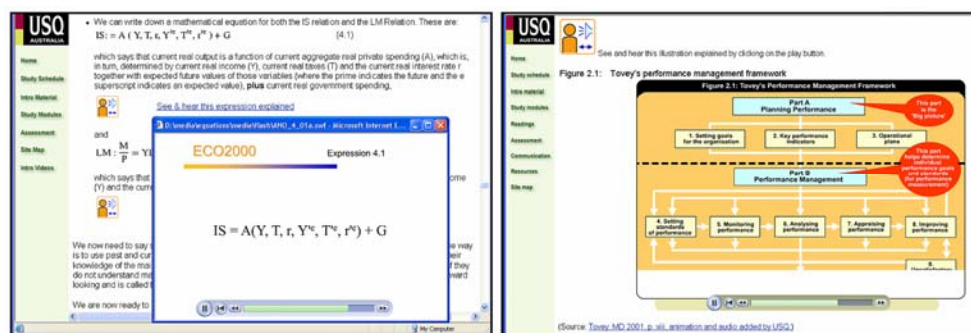 USQ
AUSTRALIA
Home
Study Schedule
Intro Material
Study Modules
Assessment
Site Map
Intro Videos
• We can write down a mathematical equation for both the IS relation and the LM Relation. These are:
IS: = A ( Y, T, r, Y'e, T'e, r'e ) + G (4.1)
which says that current real output is a function of current aggregate real private spending (A), which is,
in turn, determined by current real income (Y), current real taxes (T) and the current real interest rate r
together with expected future values of those variables (where the prime indicates the future and the e
superscript indicates an expected value), plus current real government spending,
See & hear this expression explained
and
LM : M/P = Y
which says that
(Y) and the curre
We now need to say
is to use past and cur
knowledge of the mai
do not understand ma
looking and is called
We are now ready to
ome
e way
heir
if they
ward
D:\media\
Microsoft Internet E...
ECO2000
Expression 4.1
IS = A(Y, T, r, Y'e, T'e, r'e) + G
My Computer
USQ
AUSTRALIA
Home
Study schedule
Intro material
Study modules
Readings
Assessment
Communication
Resources
Site map
See and hear this illustration explained by clicking on the play button.
Figure 2.1: Tovey's performance management framework
Figure 2.1: Tovey's Performance Management Framework
Part A
Planning Performance
This part
is the
'Big picture'
1. Setting goals
for the organisation
2. Key performance
indicators
3. Operational
plans
Part B
Performance Management
This part
helps determine
individual
performance goals
and standards
(for performance
measurement)
4. Setting
standards
of performance
5. Monitoring
performance
6. Analysing
performance
7. Appraising
performance
8. Improving
performance
(Source: Tovey, MD 2001, p. xiii, animation and audio added by USQ.)